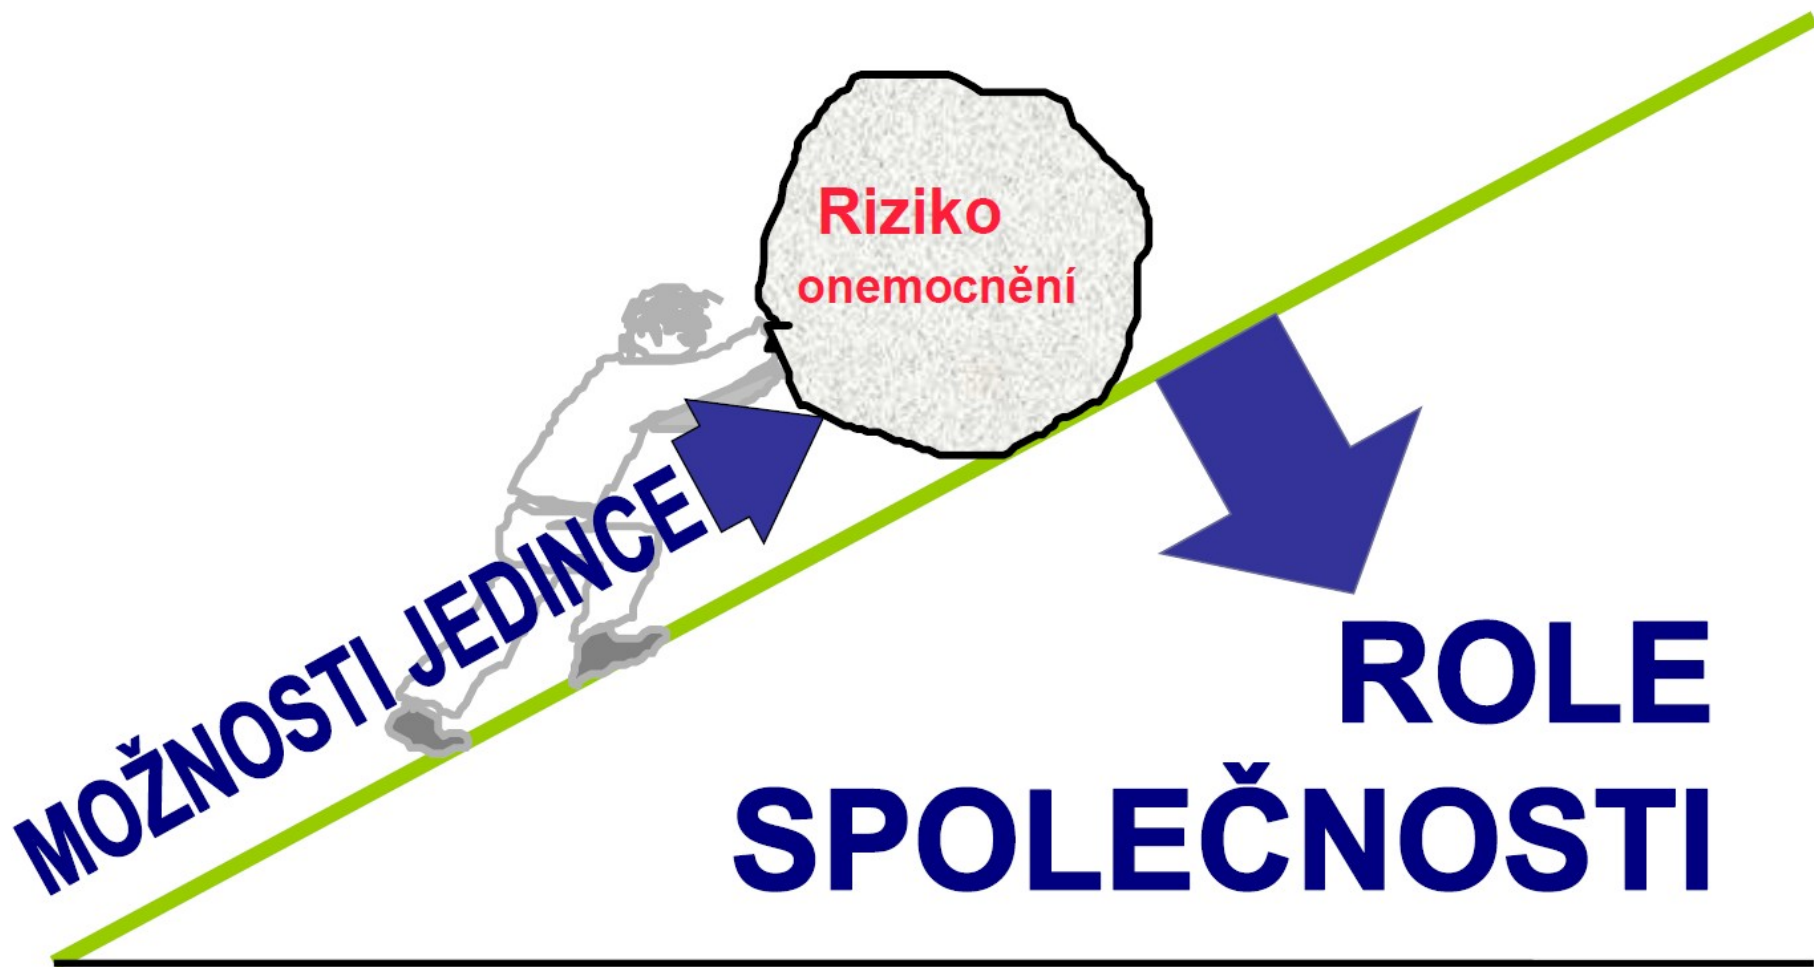 Riziko
onemocnění
MOŽNOSTI JEDINCE
ROLE
SPOLEČNOSTI